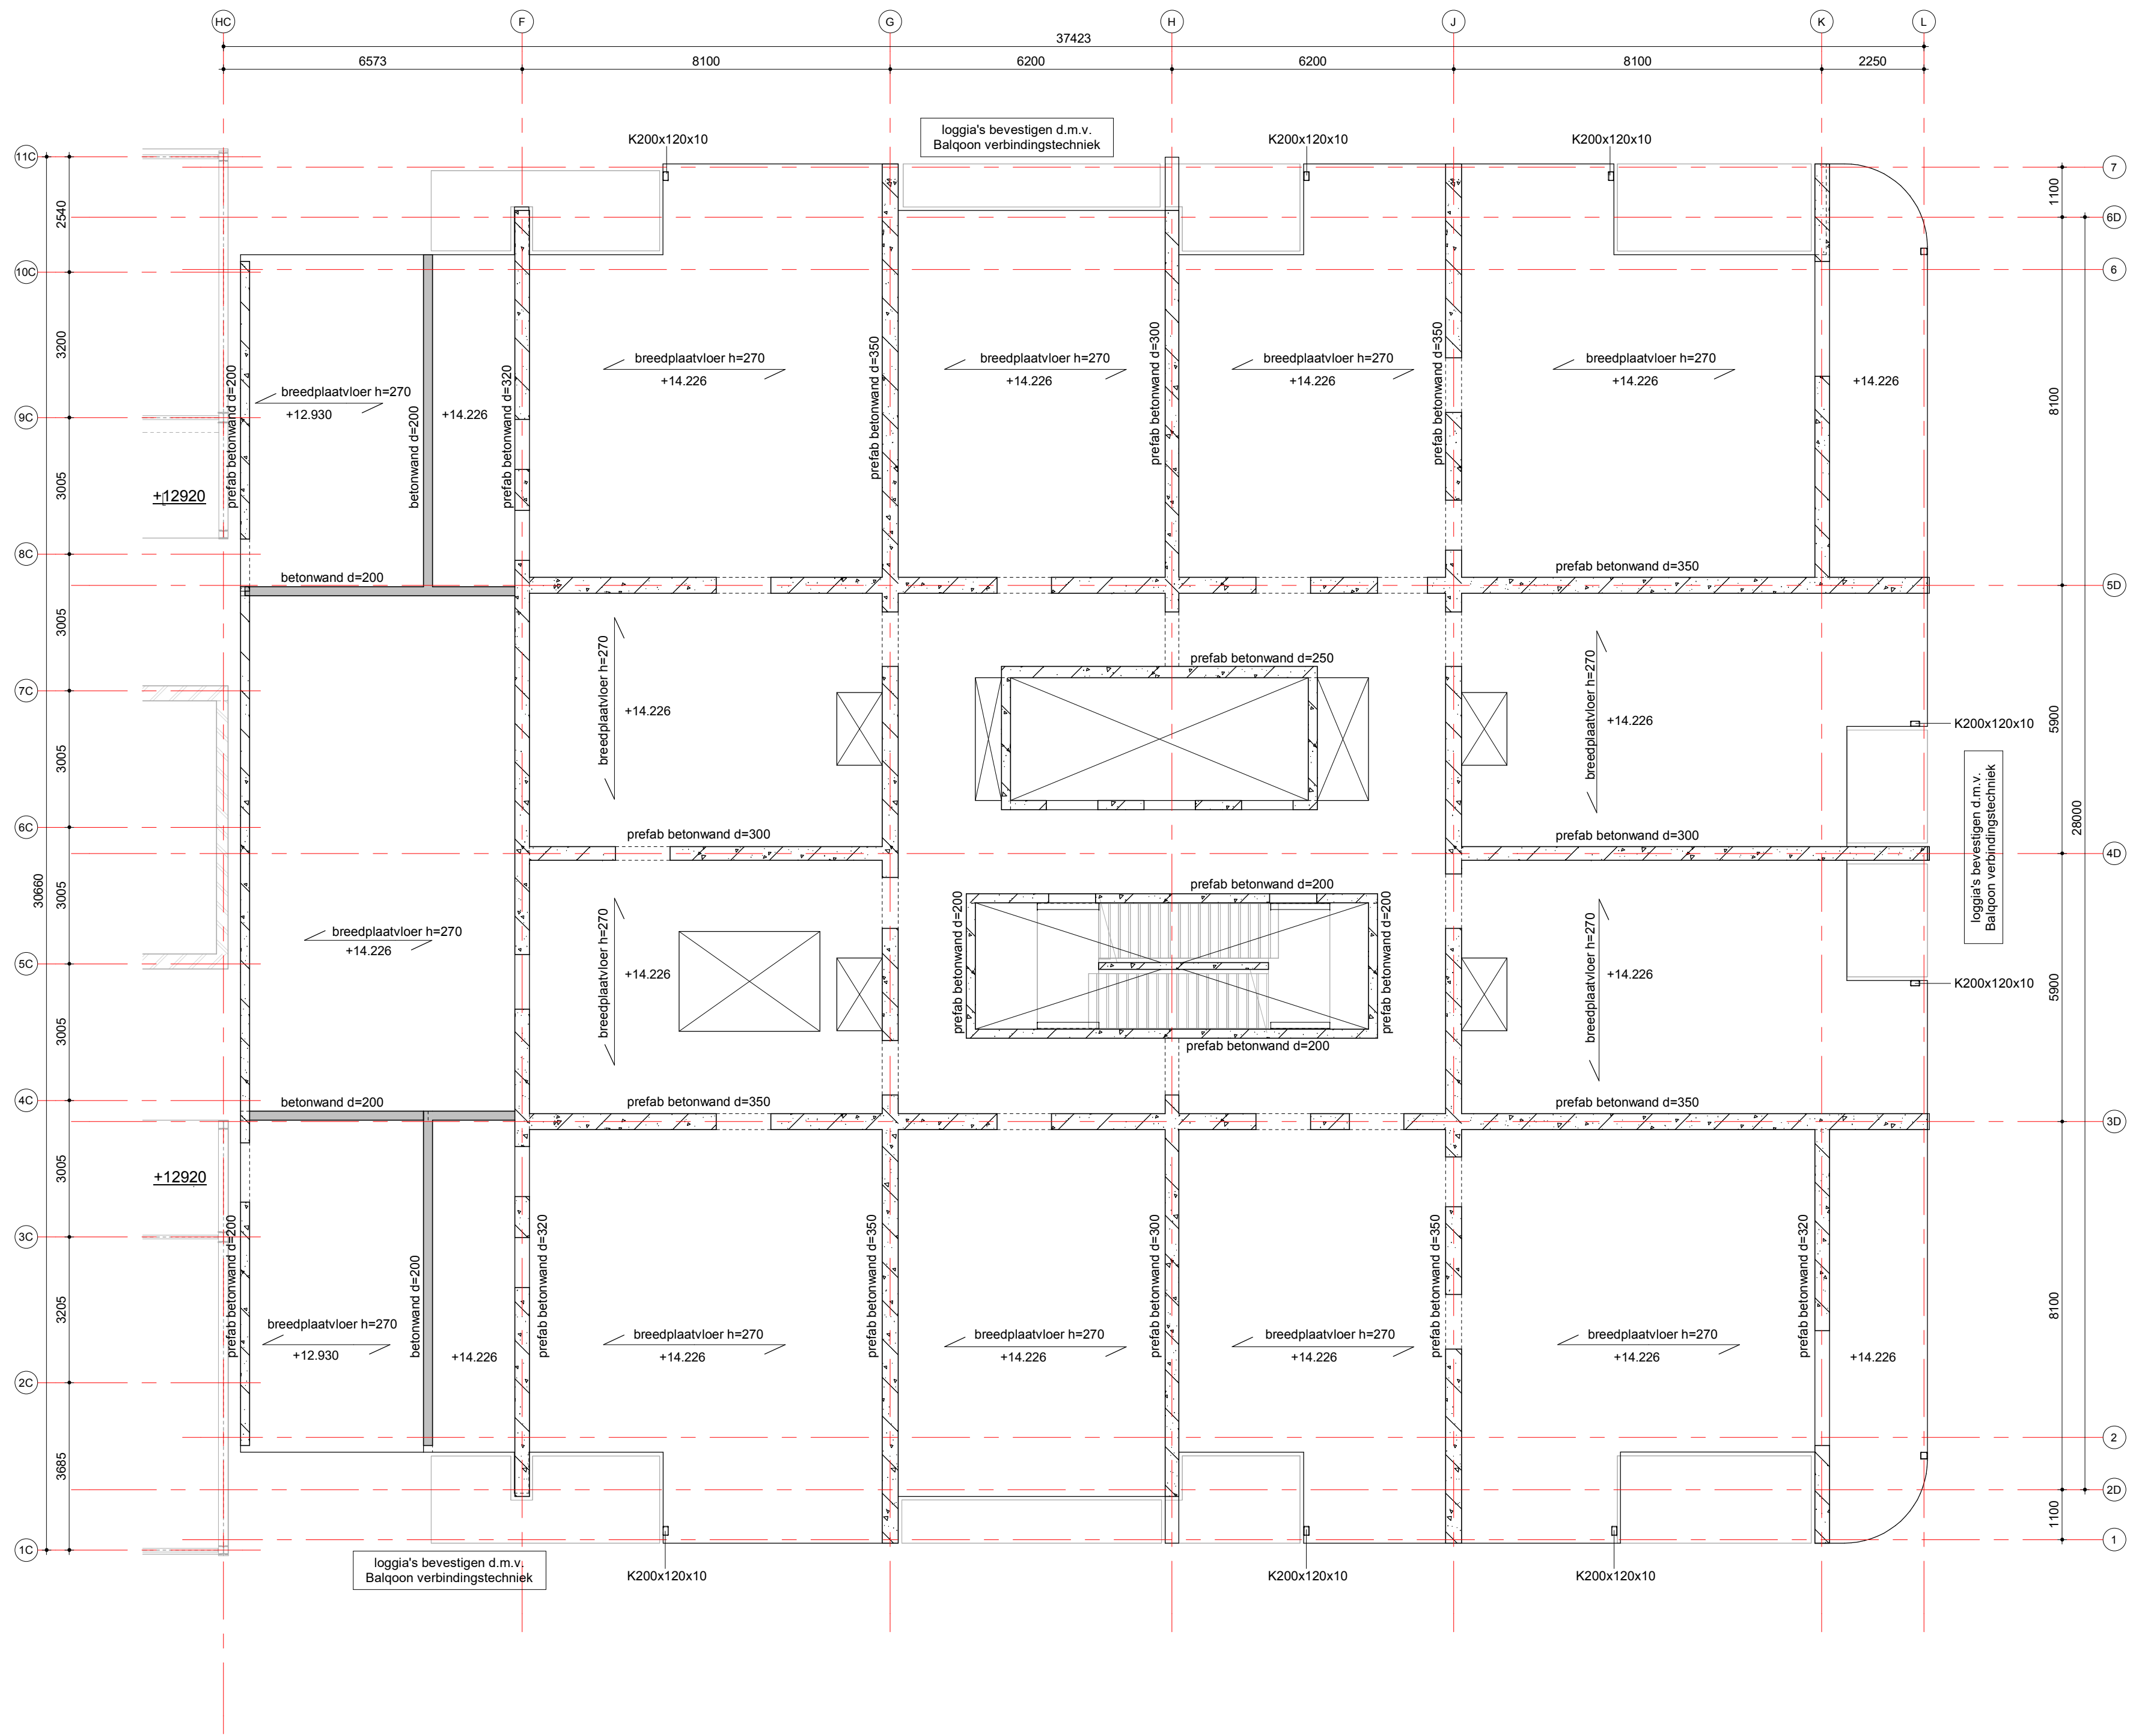 HC
F
G
H
J
K
L
37423
6573
8100
6200
6200
8100
2250
loggia's bevestigen d.m.v.
Balqoon verbindingstechniek
K200x120x10
K200x120x10
K200x120x10
11C
7
1100
2540
6D
10C
6
3200
prefab betonwand d=200
breedplaatvloer h=270
+12.930
betonwand d=200
+14.226
prefab betonwand d=320
breedplaatvloer h=270
+14.226
prefab betonwand d=350
breedplaatvloer h=270
+14.226
prefab betonwand d=300
breedplaatvloer h=270
+14.226
prefab betonwand d=350
breedplaatvloer h=270
+14.226
+14.226
8100
9C
3005
+12920
8C
betonwand d=200
prefab betonwand d=350
5D
3005
breedplaatvloer h=270
+14.226
prefab betonwand d=250
breedplaatvloer h=270
+14.226
7C
K200x120x10
5900
3005
loggia's bevestigen d.m.v.
Balqoon verbindingstechniek
28000
6C
prefab betonwand d=300
prefab betonwand d=300
4D
30660
3005
breedplaatvloer h=270
+14.226
breedplaatvloer h=270
+14.226
prefab betonwand d=200
prefab betonwand d=200
prefab betonwand d=200
prefab betonwand d=200
breedplaatvloer h=270
+14.226
5C
K200x120x10
5900
3005
4C
betonwand d=200
prefab betonwand d=350
prefab betonwand d=350
3D
3005
+12920
3C
3205
prefab betonwand d=200
breedplaatvloer h=270
+12.930
betonwand d=200
+14.226
prefab betonwand d=320
breedplaatvloer h=270
+14.226
prefab betonwand d=350
breedplaatvloer h=270
+14.226
prefab betonwand d=300
breedplaatvloer h=270
+14.226
prefab betonwand d=350
breedplaatvloer h=270
+14.226
prefab betonwand d=320
+14.226
8100
2C
2
3685
2D
1100
1C
1
loggia's bevestigen d.m.v.
Balqoon verbindingstechniek
K200x120x10
K200x120x10
K200x120x10